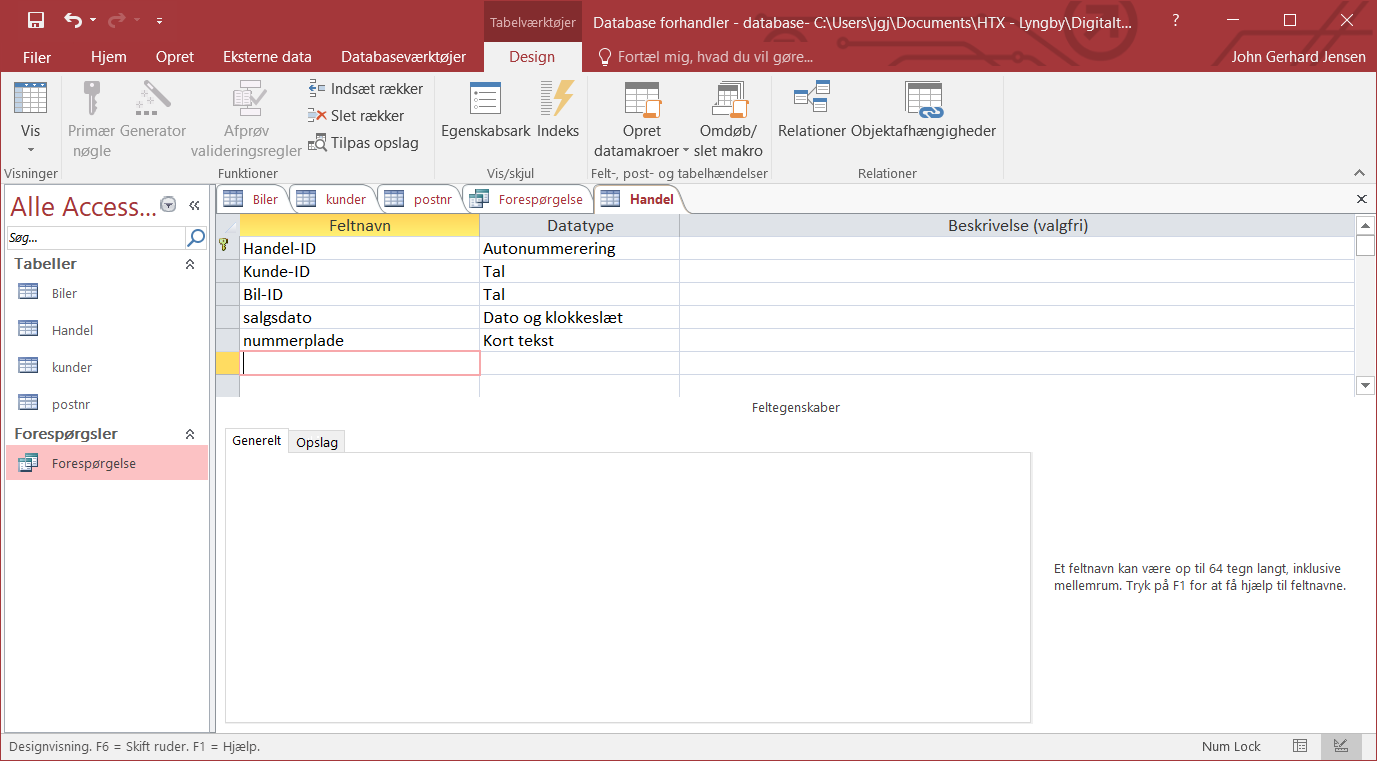 Tabelværktøjer
Database forhandler - database- C:\Users\jgj\Documents\HTX - Lyngby\Digitalt...
?
Filer
Hjem
Opret
Eksterne data
Databaseværktøjer
Design
Fortæl mig, hvad du vil gøre...
John Gerhard Jensen
Vis
Primær nøgle
Generator
Afprøv valideringsregler
Indsæt rækker
Slet rækker
Tilpas opslag
Egenskabsark
Indeks
Opret datamakroer
Omdøb/ slet makro
Relationer
Objektafhængigheder
Visninger
Funktioner
Vis/skjul
Felt-, post- og tabelhændelser
Relationer
Alle Access...
Søg...
Tabeller
Biler
Handel
kunder
postnr
Forespørgsler
Forespørgelse
Biler
kunder
postnr
Forespørgelse
Handel
Feltnavn
Datatype
Beskrivelse (valgfri)
Handel-ID
Autonummerering
Kunde-ID
Tal
Bil-ID
Tal
salgsdato
Dato og klokkeslæt
nummerplade
Kort tekst
Feltegenskaber
Generelt
Opslag
Et feltnavn kan være op til 64 tegn langt, inklusive
mellemrum. Tryk på F1 for at få hjælp til feltnavne.
Designvisning. F6 = Skift ruder. F1 = Hjælp.
Num Lock